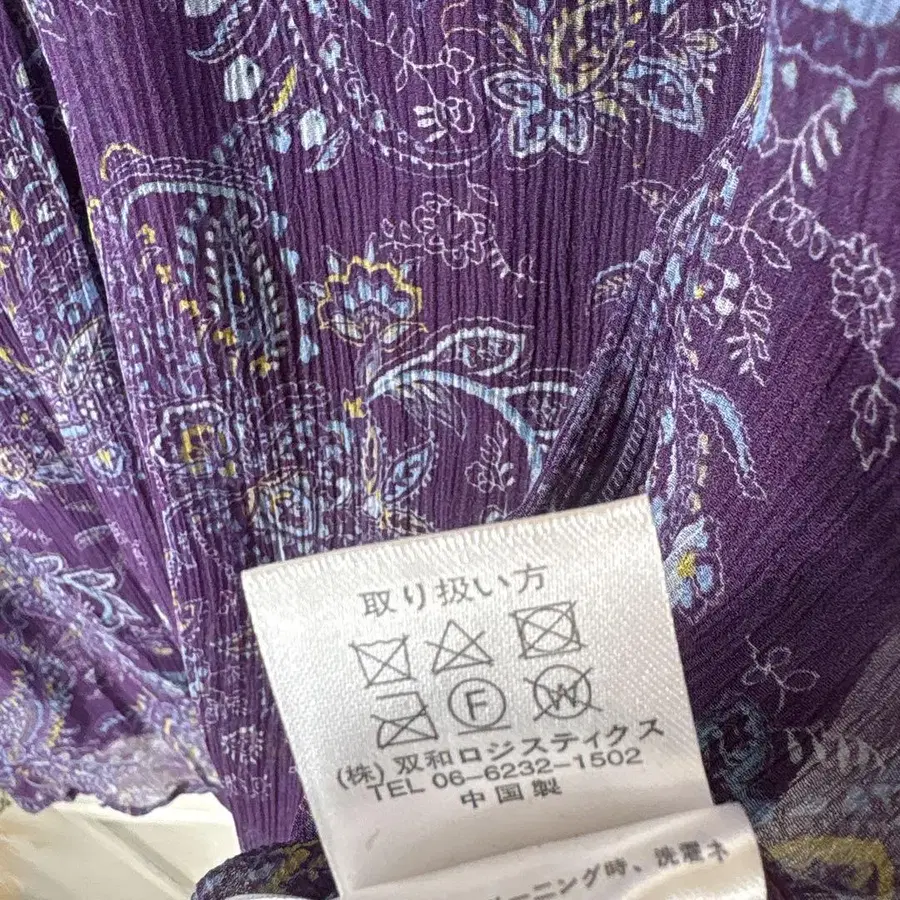 取り扱い方
F W
(株) 双和ロジスティクス
TEL 06-6232-1502
中国製
ーニング時、洗濯ネ